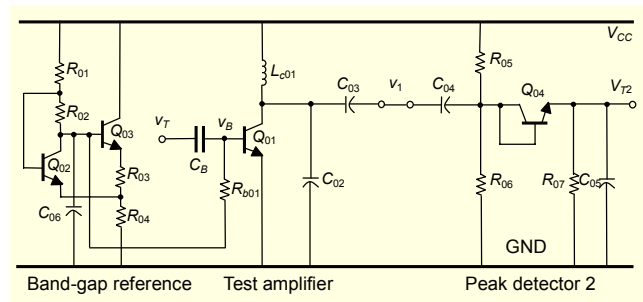 V_CC
R_01
L_c01
R_05
C_03
v_1
C_04
Q_04
V_T2
R_02
Q_03
v_T
v_B
Q_01
Q_02
C_B
R_03
R_b01
C_02
R_06
R_07
C_05
C_06
R_04
GND
Band-gap reference
Test amplifier
Peak detector 2